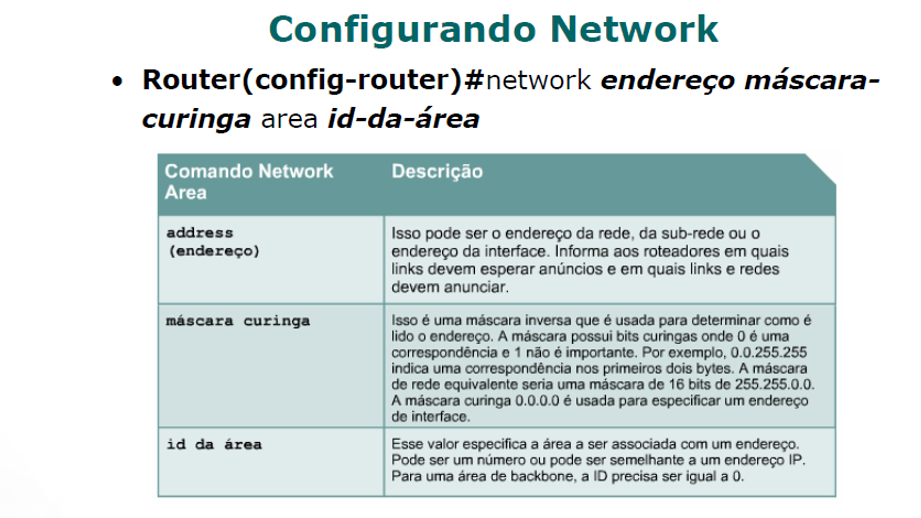 Configurando Network
• Router(config-router)#network endereço máscara-
curinga area id-da-área
Comando Network
Area
Descrição
address
(endereço)
Isso pode ser o endereço da rede, da sub-rede ou o
endereço da interface. Informa aos roteadores em quais
links devem esperar anúncios e em quais links e redes
devem anunciar.
máscara curinga
Isso é uma máscara inversa que é usada para determinar como é
lido o endereço. A máscara possui bits curingas onde 0 é uma
correspondência e 1 não é importante. Por exemplo, 0.0.255.255
indica uma correspondência nos primeiros dois bytes. A máscara
de rede equivalente seria uma máscara de 16 bits de 255.255.0.0.
A máscara curinga 0.0.0.0 é usada para especificar um endereço
de interface.
id da área
Esse valor especifica a área a ser associada com um endereço.
Pode ser um número ou pode ser semelhante a um endereço IP.
Para uma área de backbone, a ID precisa ser igual a 0.